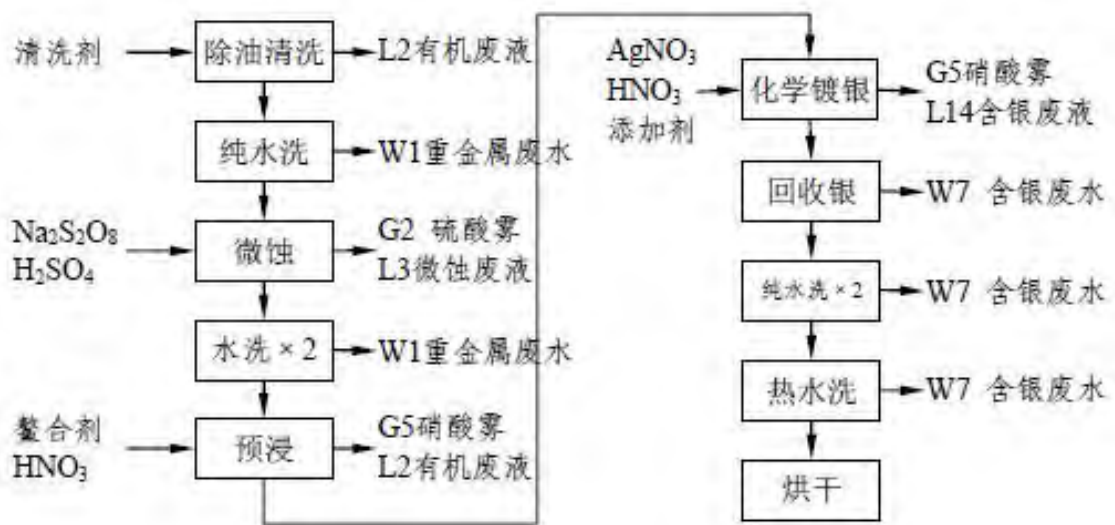 清洗剂
除油清洗
L2有机废液
纯水洗
W1重金属废水
Na2S2O8
H2SO4
微蚀
G2 硫酸雾
L3微蚀废液
水洗×2
W1重金属废水
螯合剂
HNO3
预浸
G5硝酸雾
L2有机废液
AgNO3
HNO3
添加剂
化学镀银
G5硝酸雾
L14含银废液
回收银
W7 含银废水
纯水洗×2
W7 含银废水
热水洗
W7 含银废水
烘干